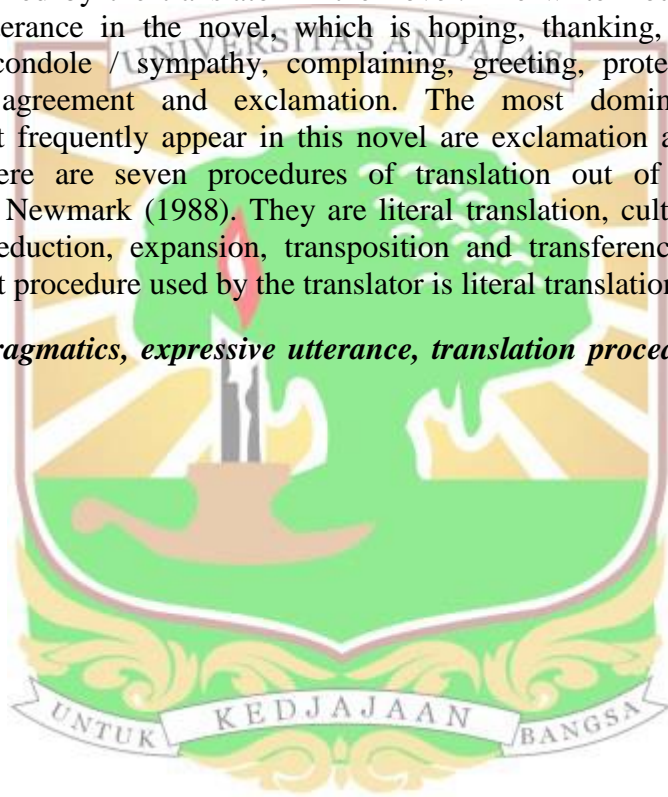 erance in the novel, which is hoping, thanking,
UNIVERSITAS ANDALAS
condole / sympathy, complaining, greeting, prote
agreement and exclamation. The most domin
t frequently appear in this novel are exclamation a
ere are seven procedures of translation out of
Newmark (1988). They are literal translation, cult
eduction, expansion, transposition and transferenc
t procedure used by the translator is literal translation
ragmatics, expressive utterance, translation proced
UNTUK KEDJAJAAN BANGSA